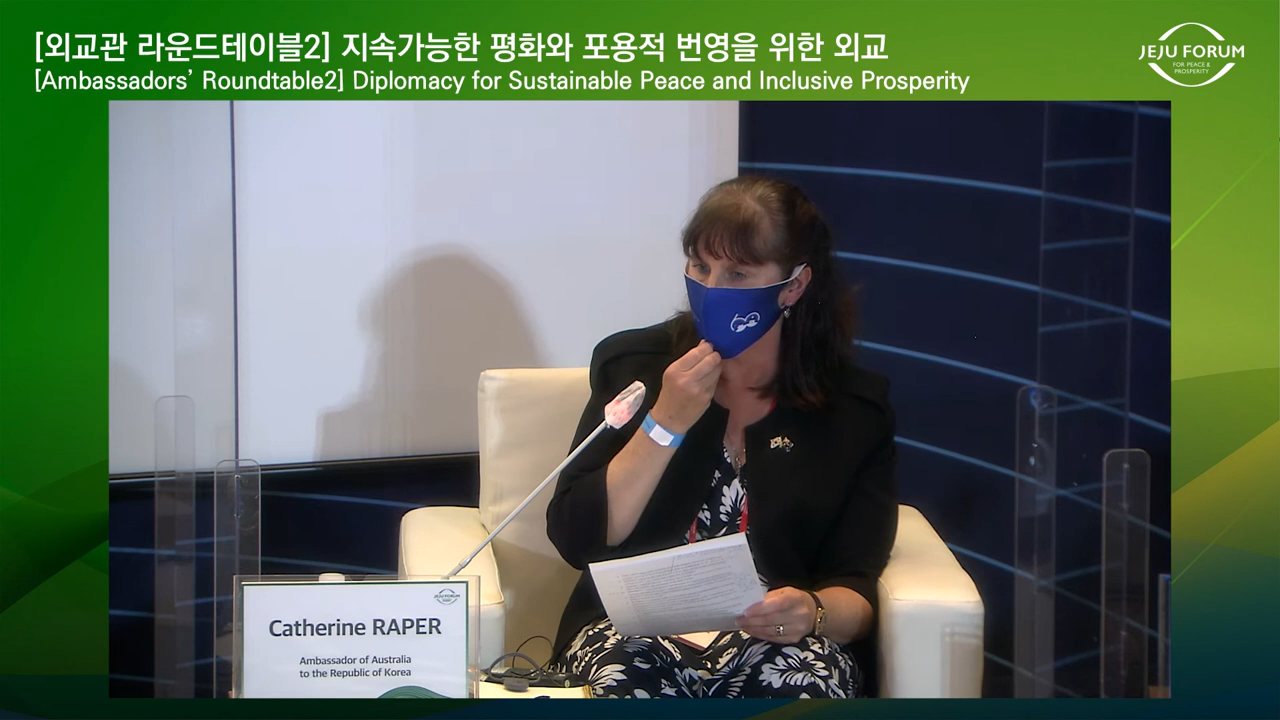 [외교관 라운드테이블2] 지속가능한 평화와 포용적 번영을 위한 외교
[Ambassadors' Roundtable2] Diplomacy for Sustainable Peace and Inclusive Prosperity
JEJU FORUM
FOR PEACE &
PROSPERITY
JEJU FORUM
Catherine RAPER
Ambassador of Australia
to the Republic of Korea